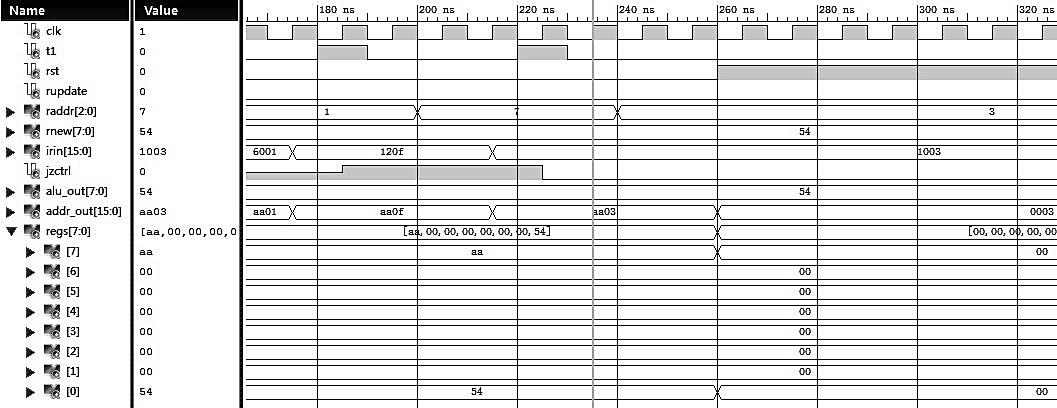 Name Value 180 ns 200 ns 220 ns 240 ns 260 ns 280 ns 300 ns 320 ns
clk 1
t1 0
rst 0
rupdate 0
raddr[2:0] 7 1 7 3
rnew[7:0] 54 54
irin[15:0] 1003 6001 120f 1003
jzctrl 0
alu_out[7:0] 54 54
addr_out[15:0] aa03 aa01 aa0f aa03 0003
regs[7:0] [aa,00,00,00,0 [aa,00,00,00,00,00,00,54] [00,00,00,00,00
[7] aa aa 00
[6] 00 00
[5] 00 00
[4] 00 00
[3] 00 00
[2] 00 00
[1] 00 00
[0] 54 54 00